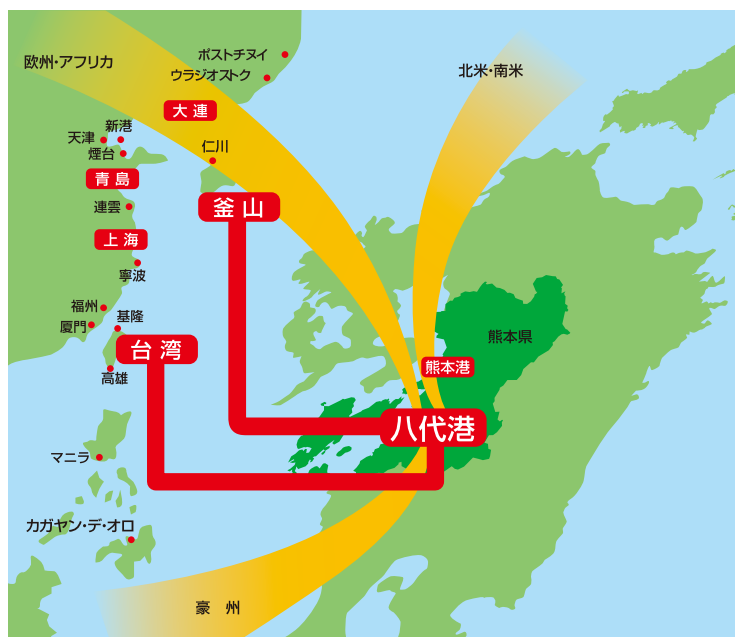 欧州・アフリカ
ポストチヌイ
ウラジオストク
北米・南米
大連
新港
天津
煙台
仁川
青島
連雲
釜山
上海
寧波
福州
基隆
厦門
台湾
高雄
熊本県
熊本港
八代港
マニラ
カガヤン・デ・オロ
豪州